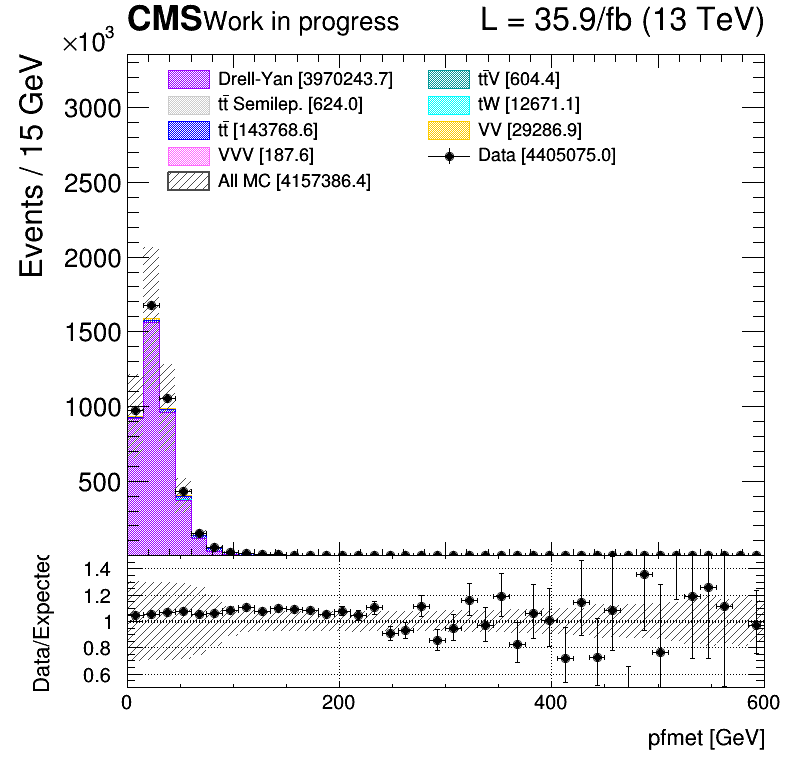 CMS Work in progress L = 35.9/fb (13 TeV)
×10³
Events / 15 GeV
Drell-Yan [3970243.7]
tt̄ Semilep. [624.0]
tt̄ [143768.6]
VVV [187.6]
All MC [4157386.4]
tt̄V [604.4]
tW [12671.1]
VV [29286.9]
Data [4405075.0]
3000
2500
2000
1500
1000
500
Data/Expected
1.4
1.2
1
0.8
0.6
0 200 400 600
pfmet [GeV]